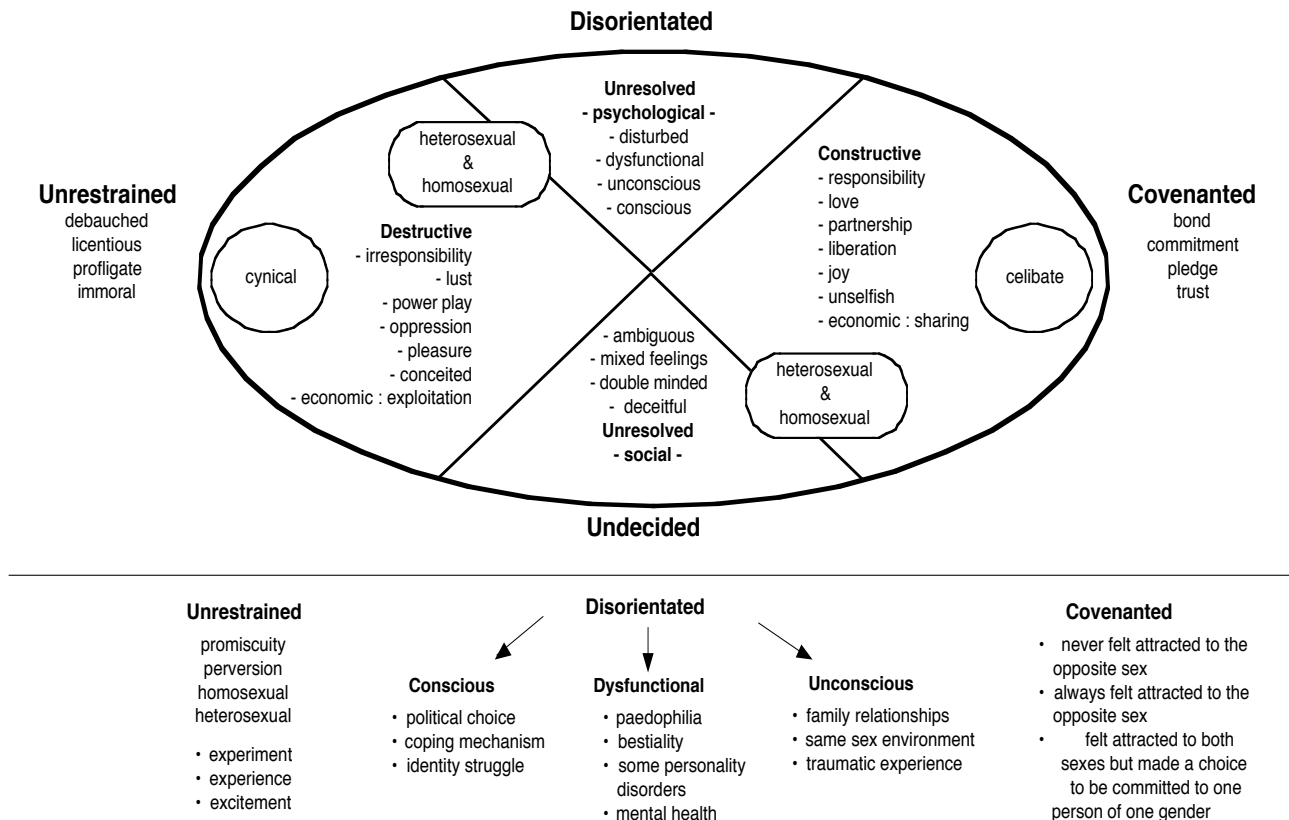 Disorientated
Unresolved
- psychological -
- disturbed
- dysfunctional
- unconscious
- conscious
heterosexual
&
homosexual
Unrestrained
debauched
licentious
profligate
immoral
cynical
Destructive
- irresponsibility
- lust
- power play
- oppression
- pleasure
- conceited
- economic : exploitation
Constructive
- responsibility
- love
- partnership
- liberation
- joy
- unselfish
- economic : sharing
celibate
Covenanted
bond
commitment
pledge
trust
- ambiguous
- mixed feelings
- double minded
- deceitful
Unresolved
- social -
heterosexual
&
homosexual
Undecided
Unrestrained
promiscuity
perversion
homosexual
heterosexual
• experiment
• experience
• excitement
Disorientated
Conscious
• political choice
• coping mechanism
• identity struggle
Dysfunctional
• paedophilia
• bestiality
• some personality
disorders
• mental health
Unconscious
• family relationships
• same sex environment
• traumatic experience
Covenanted
• never felt attracted to the
opposite sex
• always felt attracted to the
opposite sex
• felt attracted to both
sexes but made a choice
to be committed to one
person of one gender